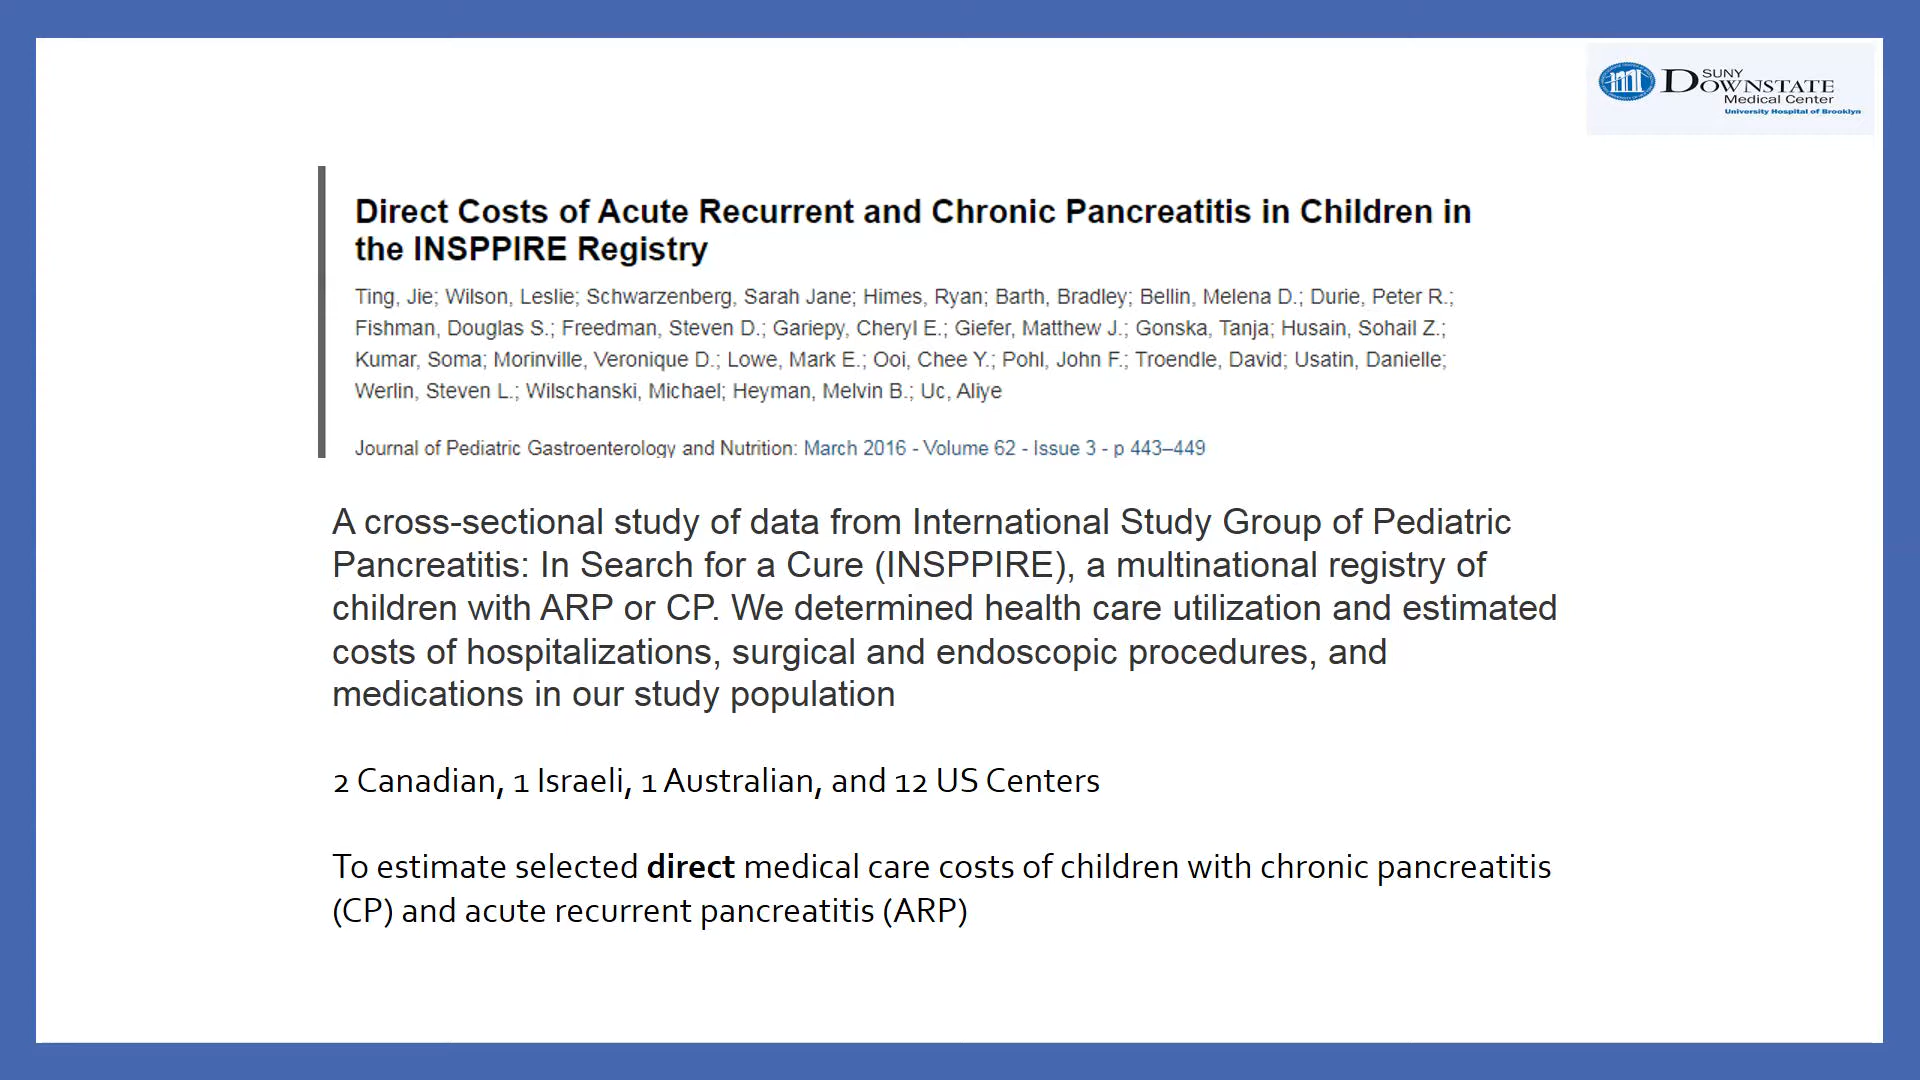 SUNY
DOWNSTATE
Medical Center
University Hospital of Brooklyn
Direct Costs of Acute Recurrent and Chronic Pancreatitis in Children in
the INSPPIRE Registry
Ting, Jie; Wilson, Leslie; Schwarzenberg, Sarah Jane; Himes, Ryan; Barth, Bradley; Bellin, Melena D.; Durie, Peter R.;
Fishman, Douglas S.; Freedman, Steven D.; Gariepy, Cheryl E.; Giefer, Matthew J.; Gonska, Tanja; Husain, Sohail Z.;
Kumar, Soma; Morinville, Veronique D.; Lowe, Mark E.; Ooi, Chee Y.; Pohl, John F.; Troendle, David; Usatin, Danielle;
Werlin, Steven L.; Wilschanski, Michael; Heyman, Melvin B.; Uc, Aliye
Journal of Pediatric Gastroenterology and Nutrition: March 2016 - Volume 62 - Issue 3 - p 443–449
A cross-sectional study of data from International Study Group of Pediatric
Pancreatitis: In Search for a Cure (INSPPIRE), a multinational registry of
children with ARP or CP. We determined health care utilization and estimated
costs of hospitalizations, surgical and endoscopic procedures, and
medications in our study population
2 Canadian, 1 Israeli, 1 Australian, and 12 US Centers
To estimate selected direct medical care costs of children with chronic pancreatitis
(CP) and acute recurrent pancreatitis (ARP)